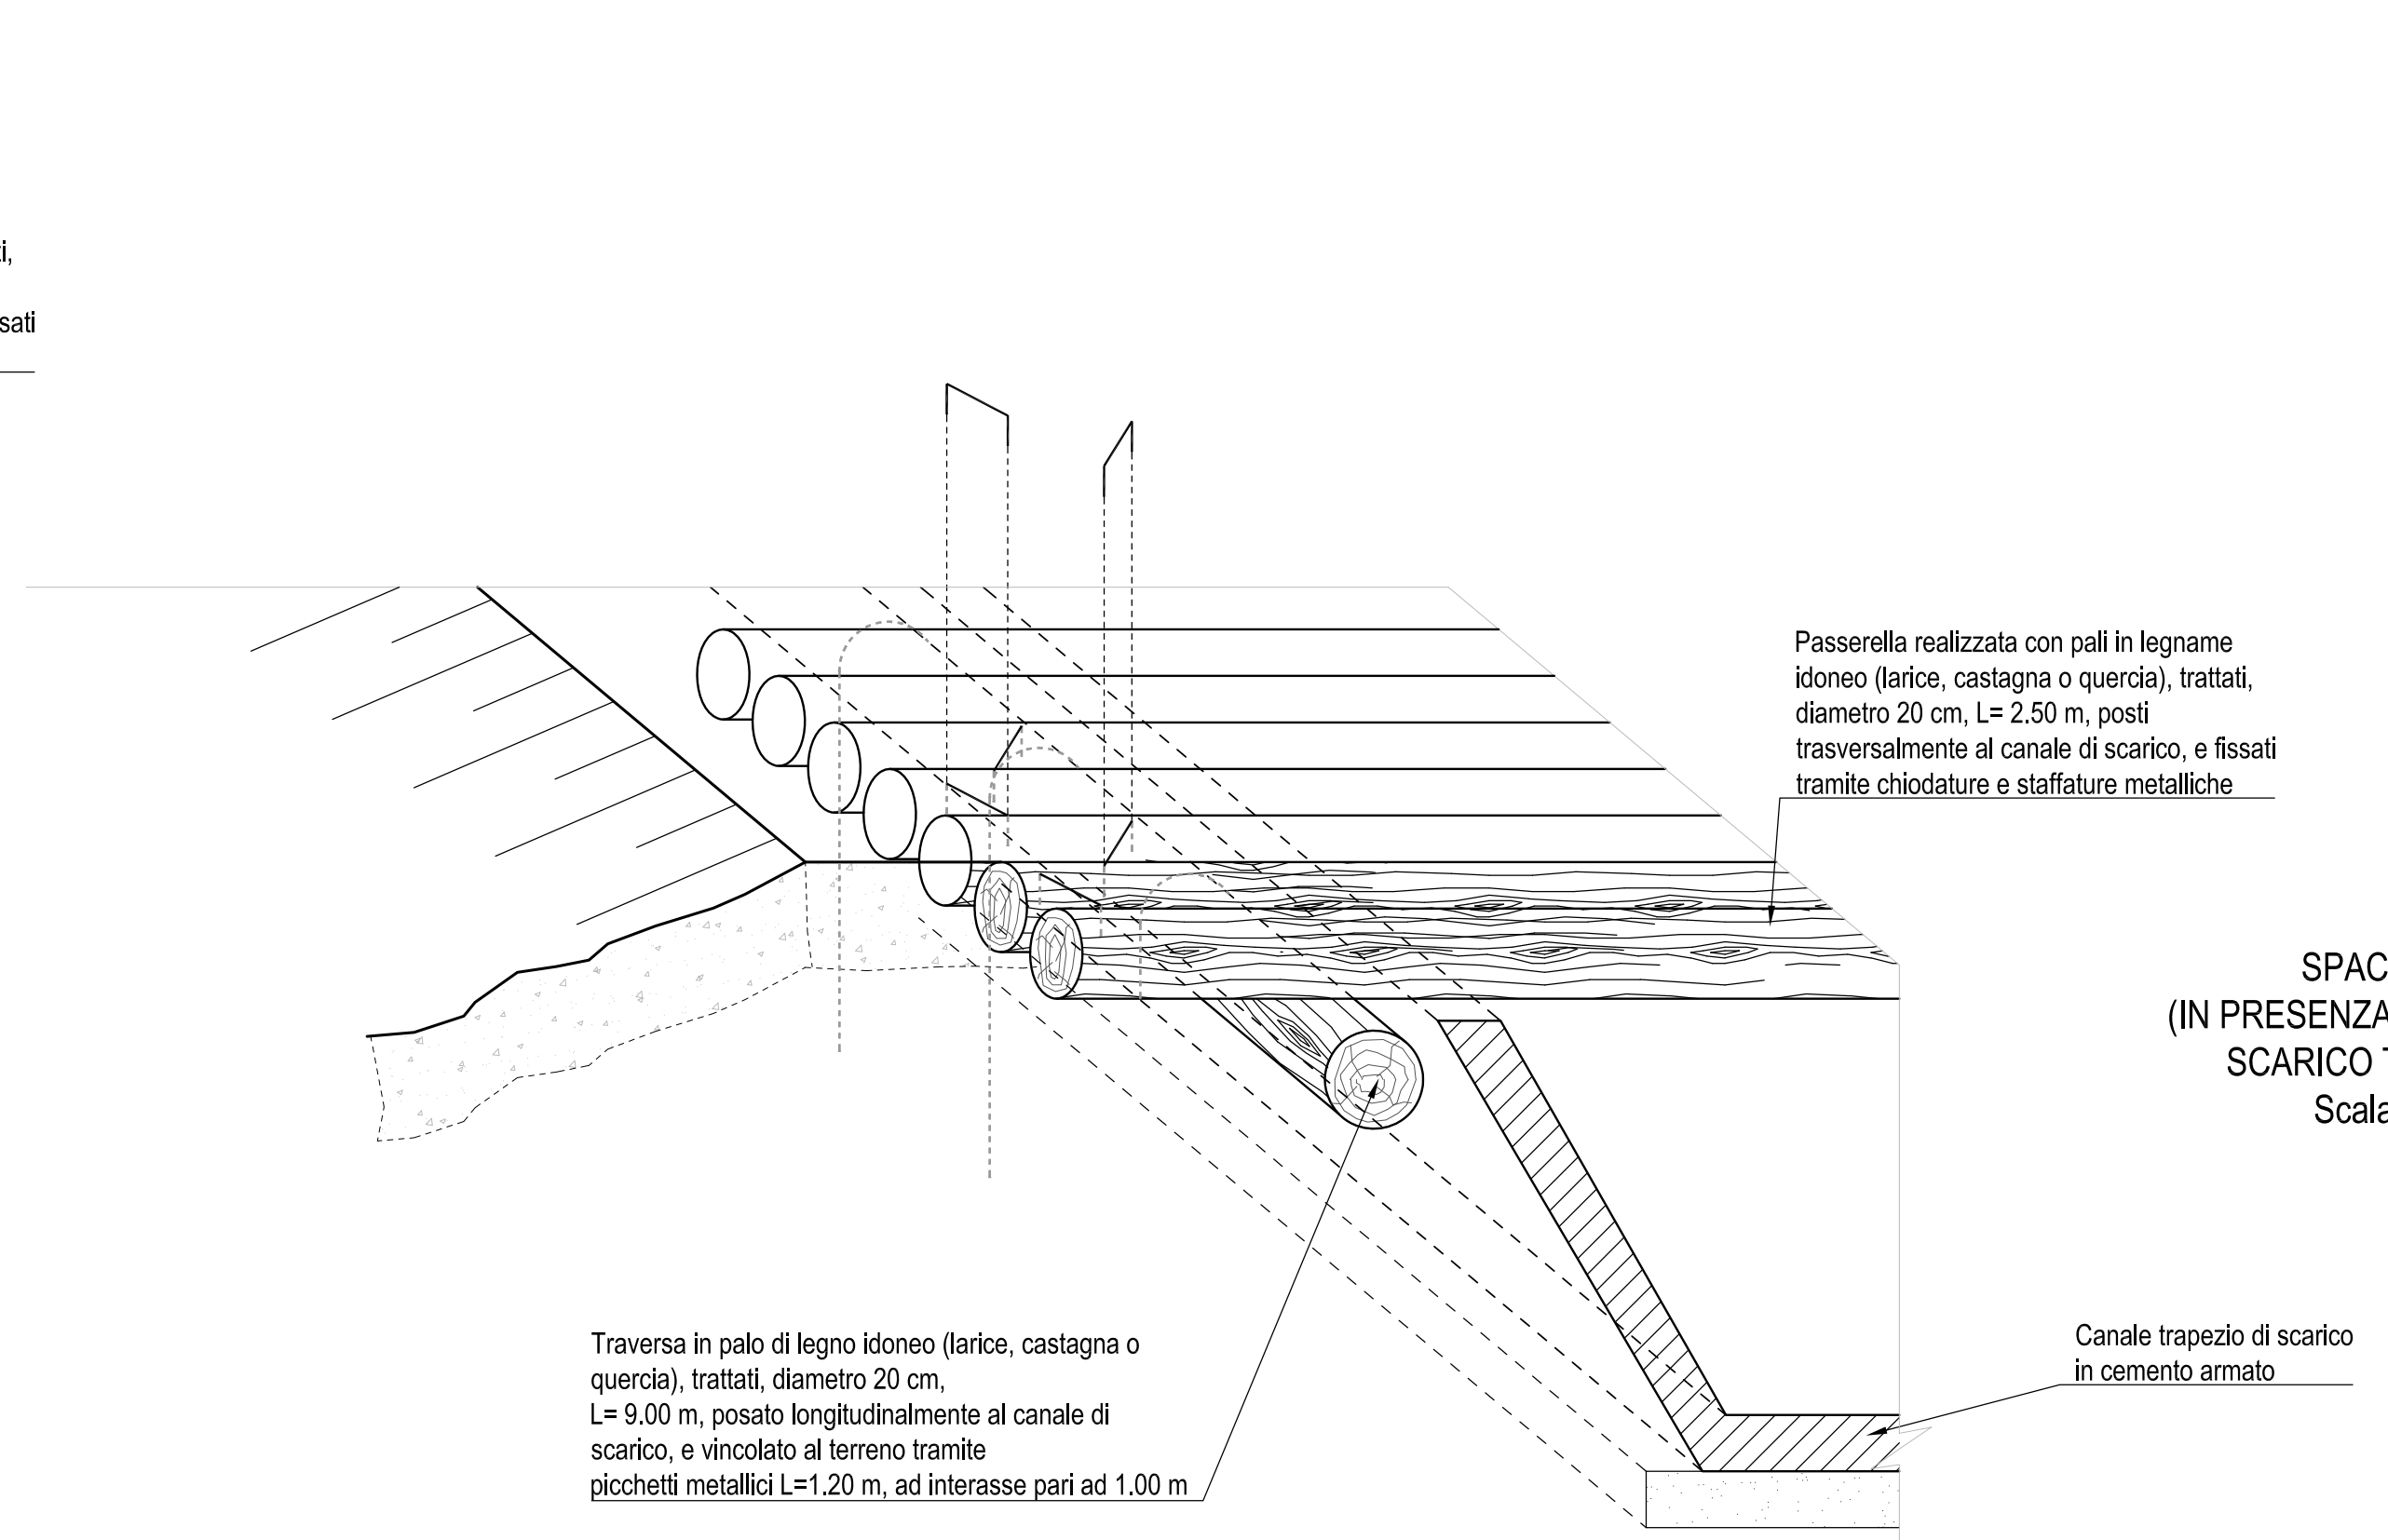 Passerella realizzata con pali in legname
idoneo (larice, castagna o quercia), trattati,
diametro 20 cm, L= 2.50 m, posti
trasversalmente al canale di scarico, e fissati
tramite chiodature e staffature metalliche
(IN PRESENZA
SCARICO
Traversa in palo di legno idoneo (larice, castagna o
quercia), trattati, diametro 20 cm,
L= 9.00 m, posato longitudinalmente al canale di
scarico, e vincolato al terreno tramite
picchetti metallici L=1.20 m, ad interasse pari ad 1.00 m
Canale trapezio di scarico
in cemento armato